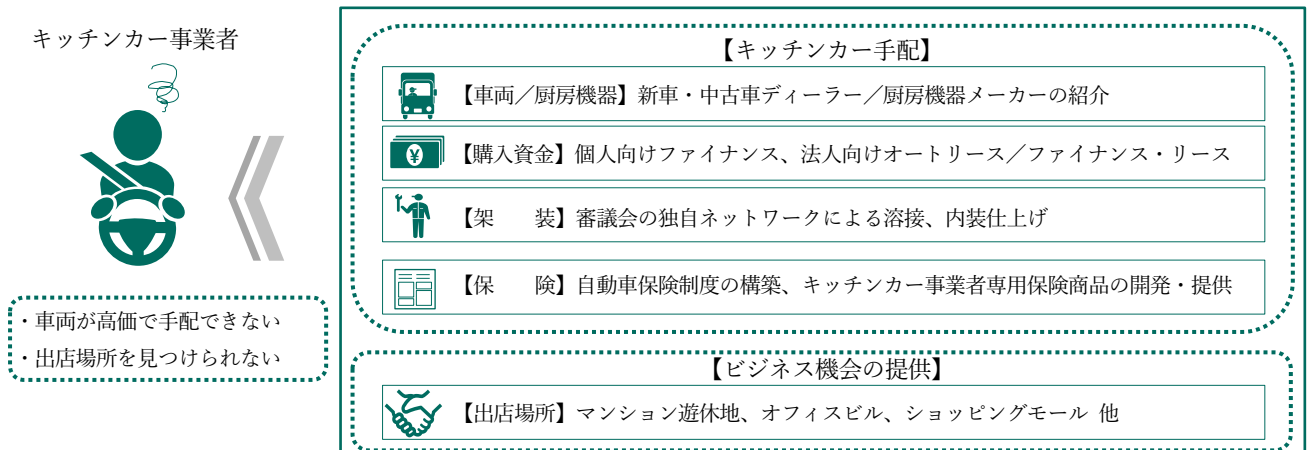 キッチンカー事業者
・車両が高価で手配できない
・出店場所を見つけられない
【キッチンカー手配】
【車両／厨房機器】新車・中古車ディーラー／厨房機器メーカーの紹介
¥
【購入資金】個人向けファイナンス、法人向けオートリース／ファイナンス・リース
【架　　装】審議会の独自ネットワークによる溶接、内装仕上げ
【保　　険】自動車保険制度の構築、キッチンカー事業者専用保険商品の開発・提供
【ビジネス機会の提供】
【出店場所】マンション遊休地、オフィスビル、ショッピングモール 他